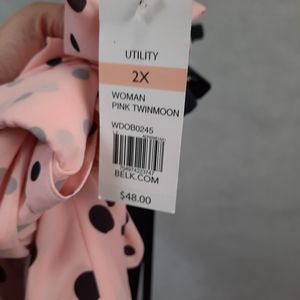 UTILITY
2X
WOMAN
PINK TWINMOON
WDOB0245
BELK.COM
$48.00